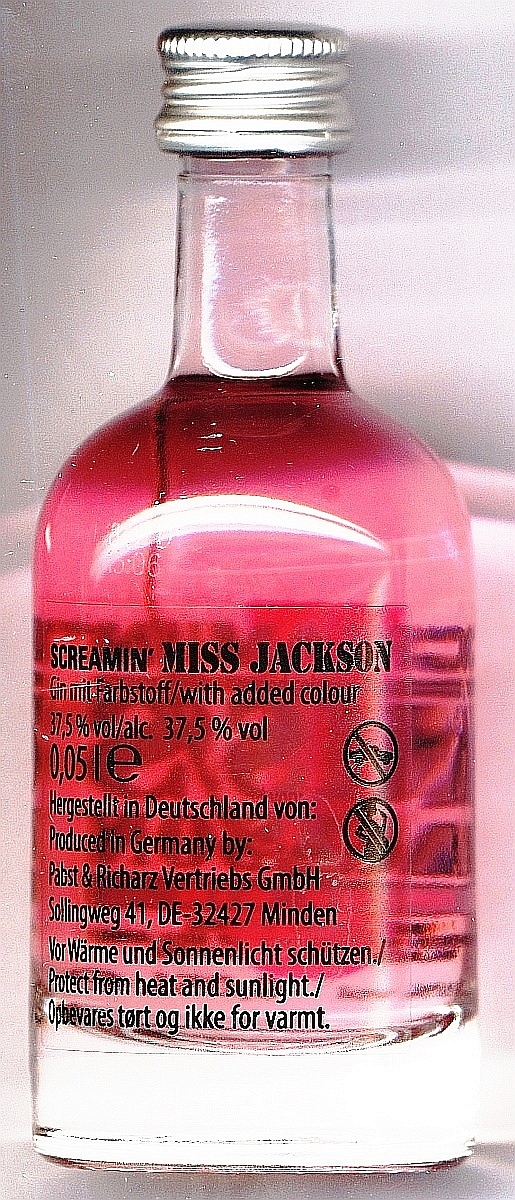 SCREAMIN' MISS JACKSON
Gin mit Farbstoff/with added colour
37,5 % vol/alc. 37,5 % vol
0,05 l e
Hergestellt in Deutschland von:
Produced in Germany by:
Pabst & Richarz Vertriebs GmbH
Sollingweg 41, DE-32427 Minden
Vor Wärme und Sonnenlicht schützen./
Protect from heat and sunlight./
Opbevares tørt og ikke for varmt.